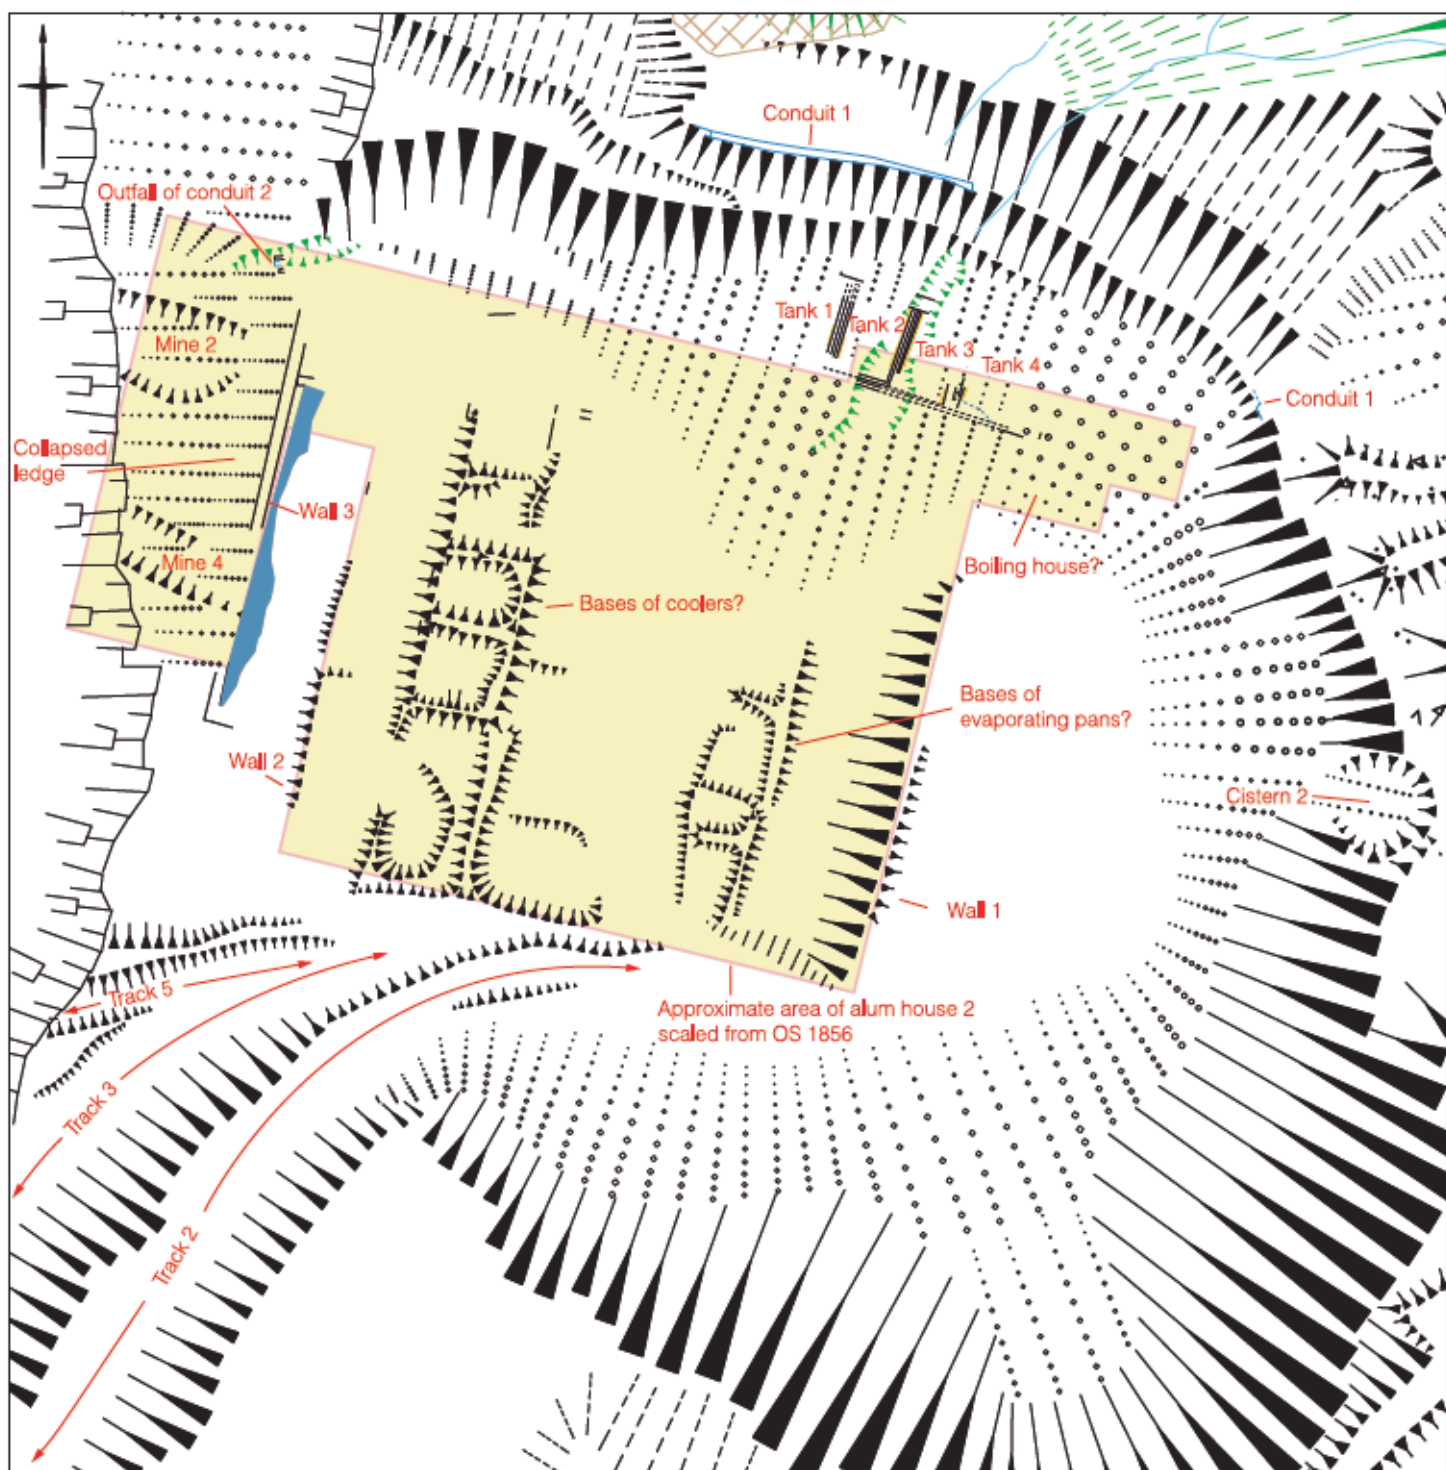 Conduit 1
Outfall of conduit 2
Tank 1
Tank 2
Tank 3
Tank 4
Mine 2
Conduit 1
Collapsed
ledge
Wall 3
Mine 4
Boiling house?
Bases of coolers?
Bases of
evaporating pans?
Wall 2
Cistern 2
Wall 1
Track 5
Approximate area of alum house 2
scaled from OS 1856
Track 3
Track 2